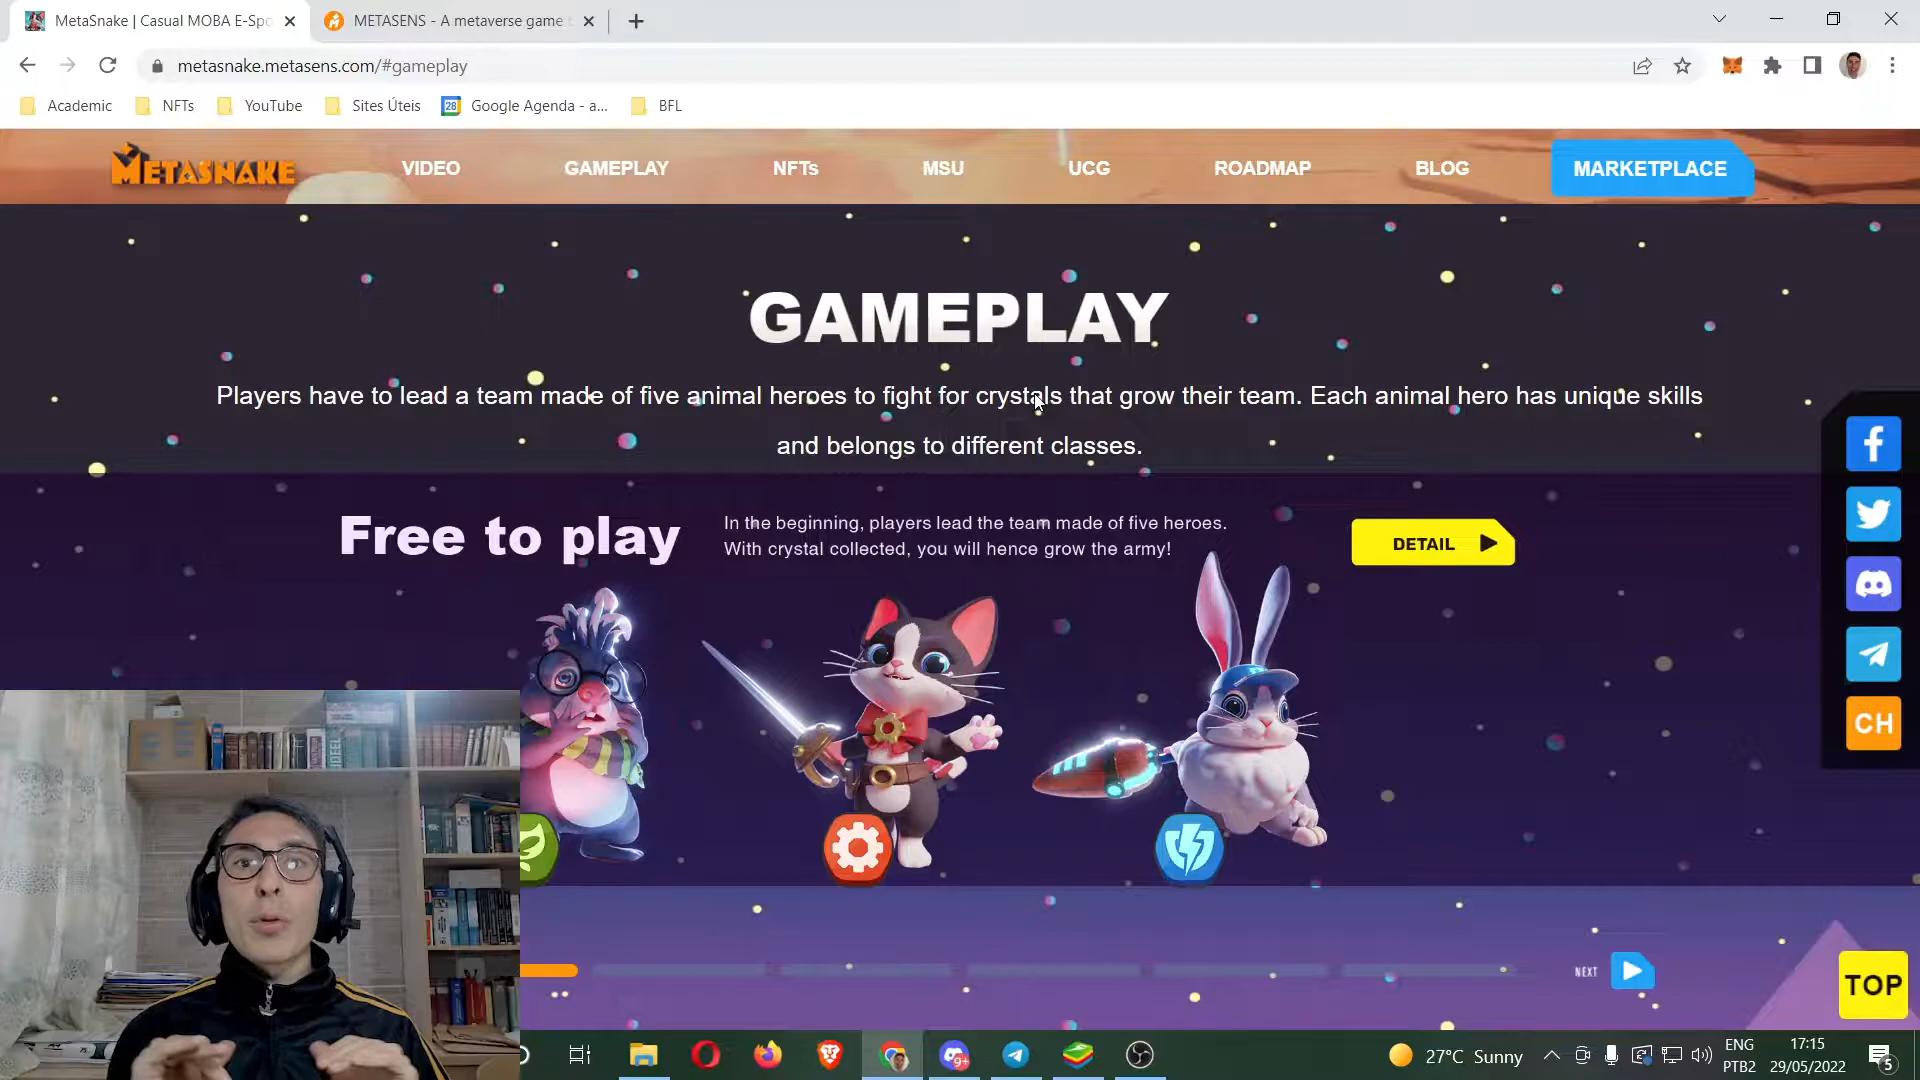 MetaSnake | Casual MOBA E-Spo
METASENS - A metaverse game t
metasnake.metasens.com/#gameplay
Academic
NFTs
YouTube
Sites Úteis
28
Google Agenda - a...
BFL
METASNAKE
VIDEO
GAMEPLAY
NFTs
MSU
UCG
ROADMAP
BLOG
MARKETPLACE
GAMEPLAY
Players have to lead a team made of five animal heroes to fight for crystals that grow their team. Each animal hero has unique skills
and belongs to different classes.
Free to play
In the beginning, players lead the team made of five heroes.
With crystal collected, you will hence grow the army!
DETAIL
CH
NEXT
TOP
9+
27°C Sunny
ENG
PTB2
17:15
29/05/2022
5